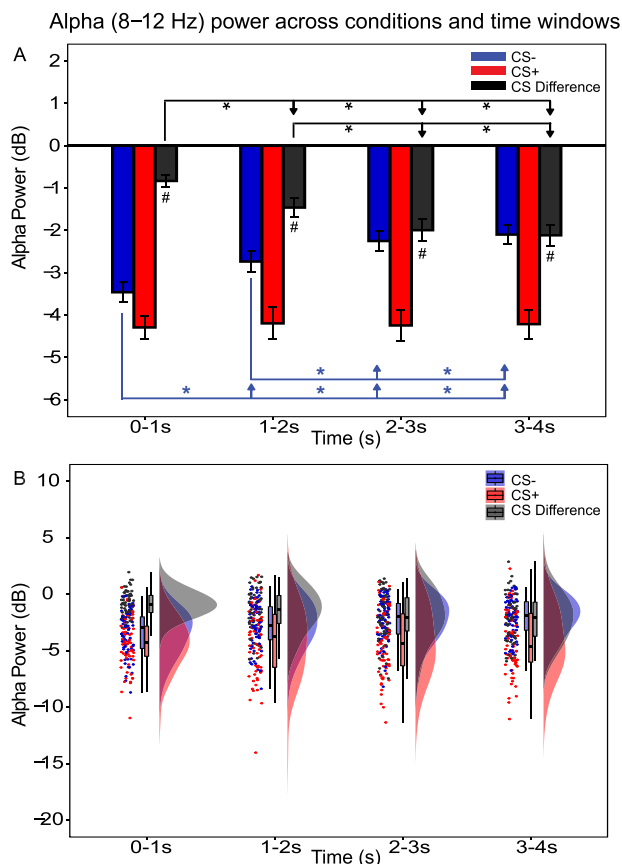 Alpha (8−12 Hz) power across conditions and time windows
A
CS-
CS+
CS Difference
Alpha Power (dB)
2
1
0
−1
−2
−3
−4
−5
−6
* * *
* *
# # # #
* *
* * *
0-1s 1-2s 2-3s 3-4s
Time (s)
B
CS-
CS+
CS Difference
Alpha Power (dB)
10
5
0
−5
−10
−15
−20
0-1s 1-2s 2-3s 3-4s
Time (s)